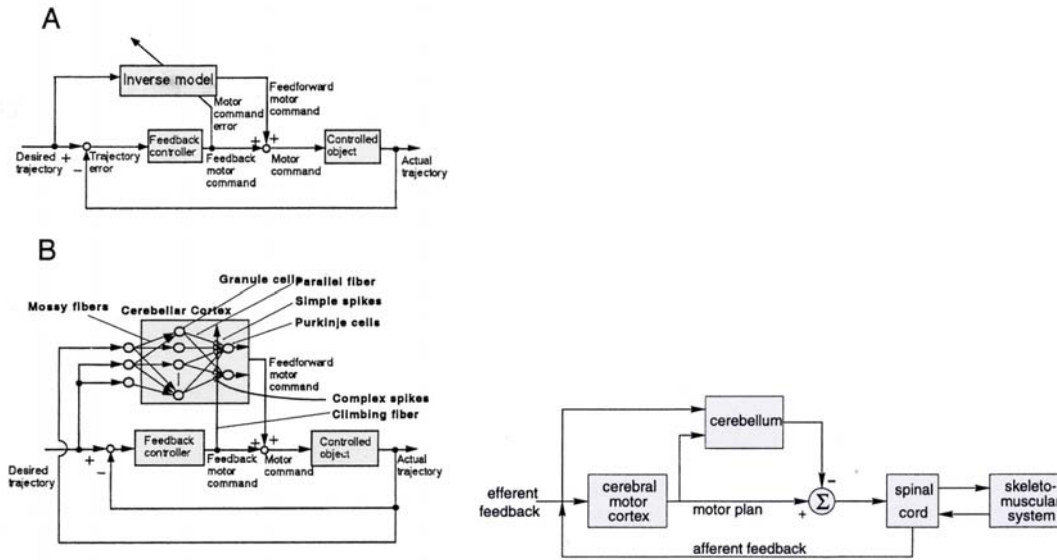 A
Inverse model
Feedforward
motor
command
Motor
command
error
Feedback
controller
Controlled
object
Desired
trajectory
+
−
Trajectory
error
Feedback
motor
command
+
+
Motor
command
Actual
trajectory
B
Granule cells
Parallel fiber
Mossy fibers
Cerebellar Cortex
Simple spikes
Purkinje cells
Feedforward
motor
command
Complex spikes
Climbing fiber
Feedback
controller
Controlled
object
Desired
trajectory
+
−
Feedback
motor
command
+
+
Motor
command
Actual
trajectory
cerebellum
efferent
feedback
cerebral
motor
cortex
motor plan
+
−
Σ
spinal
cord
skeleto-
muscular
system
afferent feedback